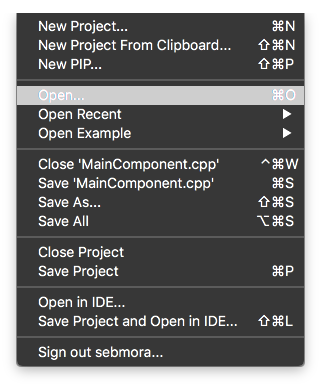 New Project... ⌘N
New Project From Clipboard... ⇧⌘N
New PIP... ⇧⌘P
Open... ⌘O
Open Recent ▶
Open Example ▶
Close 'MainComponent.cpp' ^⌘W
Save 'MainComponent.cpp' ⌘S
Save As... ⇧⌘S
Save All ⌥⌘S
Close Project
Save Project ⌘P
Open in IDE...
Save Project and Open in IDE... ⇧⌘L
Sign out sebmora...